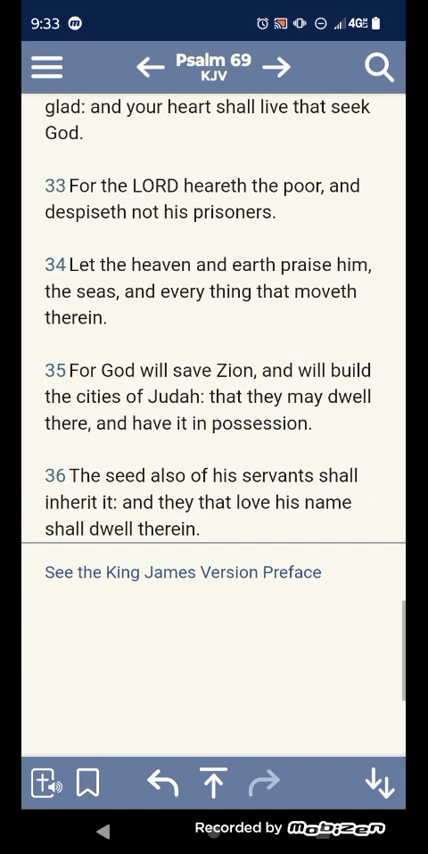 9:33 4G
Psalm 69
KJV
glad: and your heart shall live that seek
God.
33 For the LORD heareth the poor, and
despiseth not his prisoners.
34 Let the heaven and earth praise him,
the seas, and every thing that moveth
therein.
35 For God will save Zion, and will build
the cities of Judah: that they may dwell
there, and have it in possession.
36 The seed also of his servants shall
inherit it: and they that love his name
shall dwell therein.
See the King James Version Preface
Recorded by Mobizen